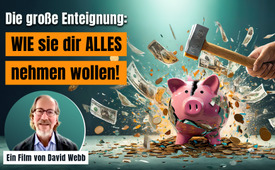 Die große Enteignung:
WIE sie dir ALLES
nehmen wollen!
Ein Film von David Webb